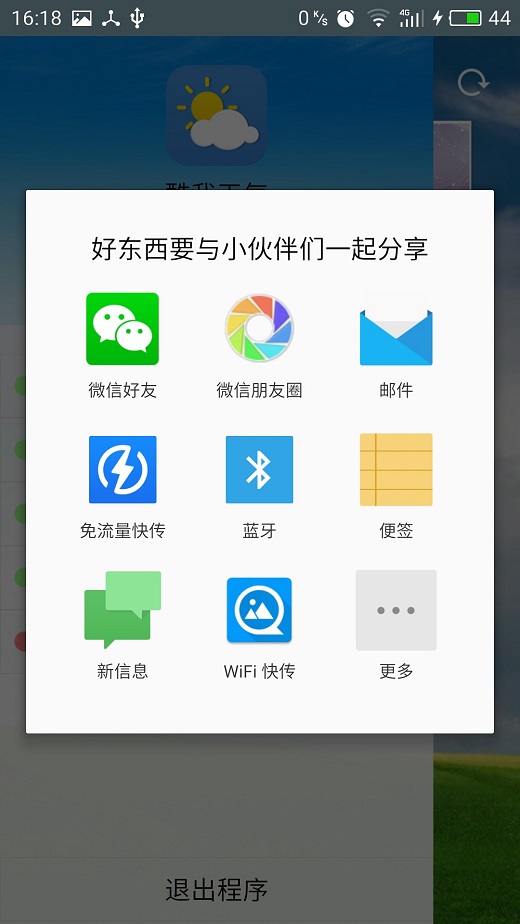 16:18
0 K/s
4G
44
好东西要与小伙伴们一起分享
微信好友
微信朋友圈
邮件
免流量快传
蓝牙
便签
新信息
WiFi 快传
更多
退出程序